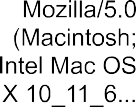 Mozilla/5.0
(Macintosh;
Intel Mac OS
X 10_11_6...